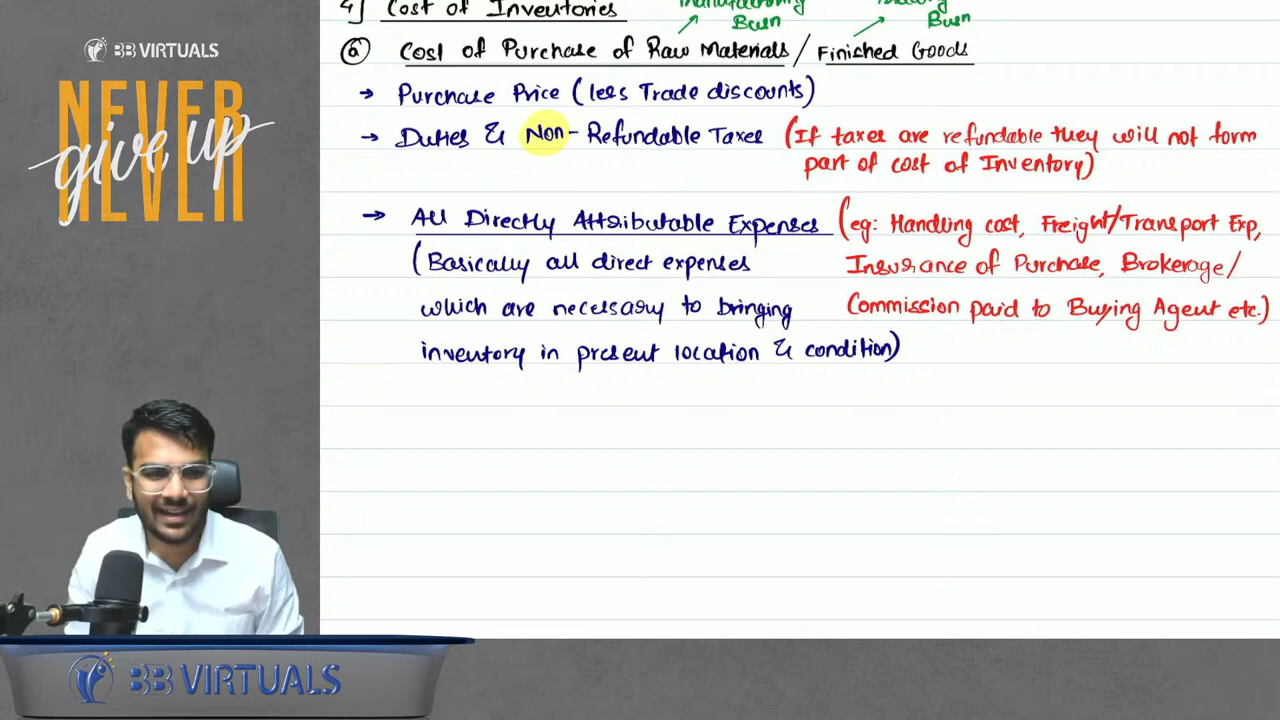 BB VIRTUALS
NEVER
give up
NEVER
4] Cost of Inventories
Manufacturing
Busn
Trading
Busn
(a) Cost of Purchase of Raw Materials / Finished Goods
→ Purchase Price (less Trade discounts)
→ Duties & Non-Refundable Taxes (If taxes are refundable they will not form
part of cost of Inventory)
→ All Directly Attributable Expenses (eg: Handling cost, Freight/Transport Exp,
(Basically all direct expenses Insurance of Purchase, Brokerage/
which are necessary to bringing Commission paid to Buying Agent etc.)
inventory in present location & condition)
BB VIRTUALS